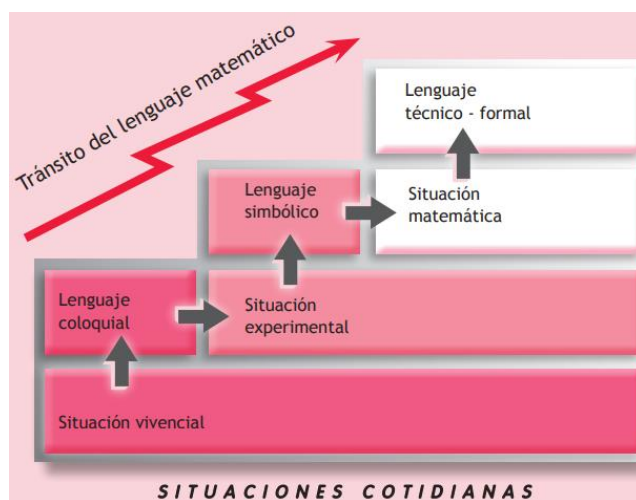 Tránsito del lenguaje matemático
Lenguaje
técnico - formal
Lenguaje
simbólico
Situación
matemática
Lenguaje
coloquial
Situación
experimental
Situación vivencial
SITUACIONES COTIDIANAS